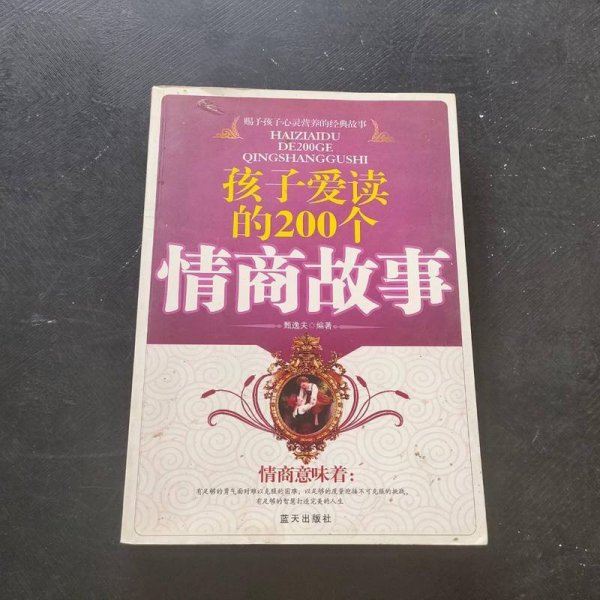 赐予孩子心灵营养的经典故事
HAIZIAIDU
DE200GE
QINGSHANGGUSHI
孩子爱读
的200个
情商故事
甄逸夫◇编著
情商意味着:
有足够的勇气面对难以克服的困难，以足够的度量迎接不可克服的挑战，
有足够的智慧打造完美的人生
蓝天出版社